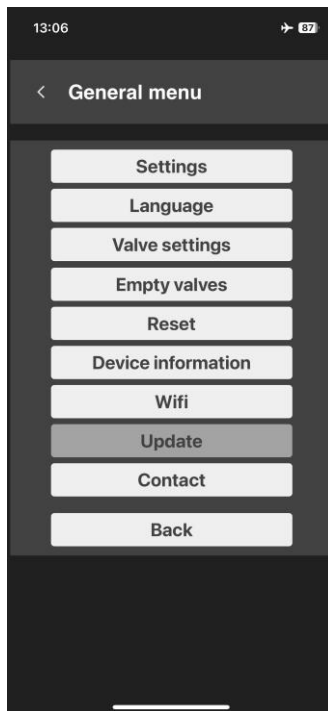 13:06
87
General menu
Settings
Language
Valve settings
Empty valves
Reset
Device information
Wifi
Update
Contact
Back